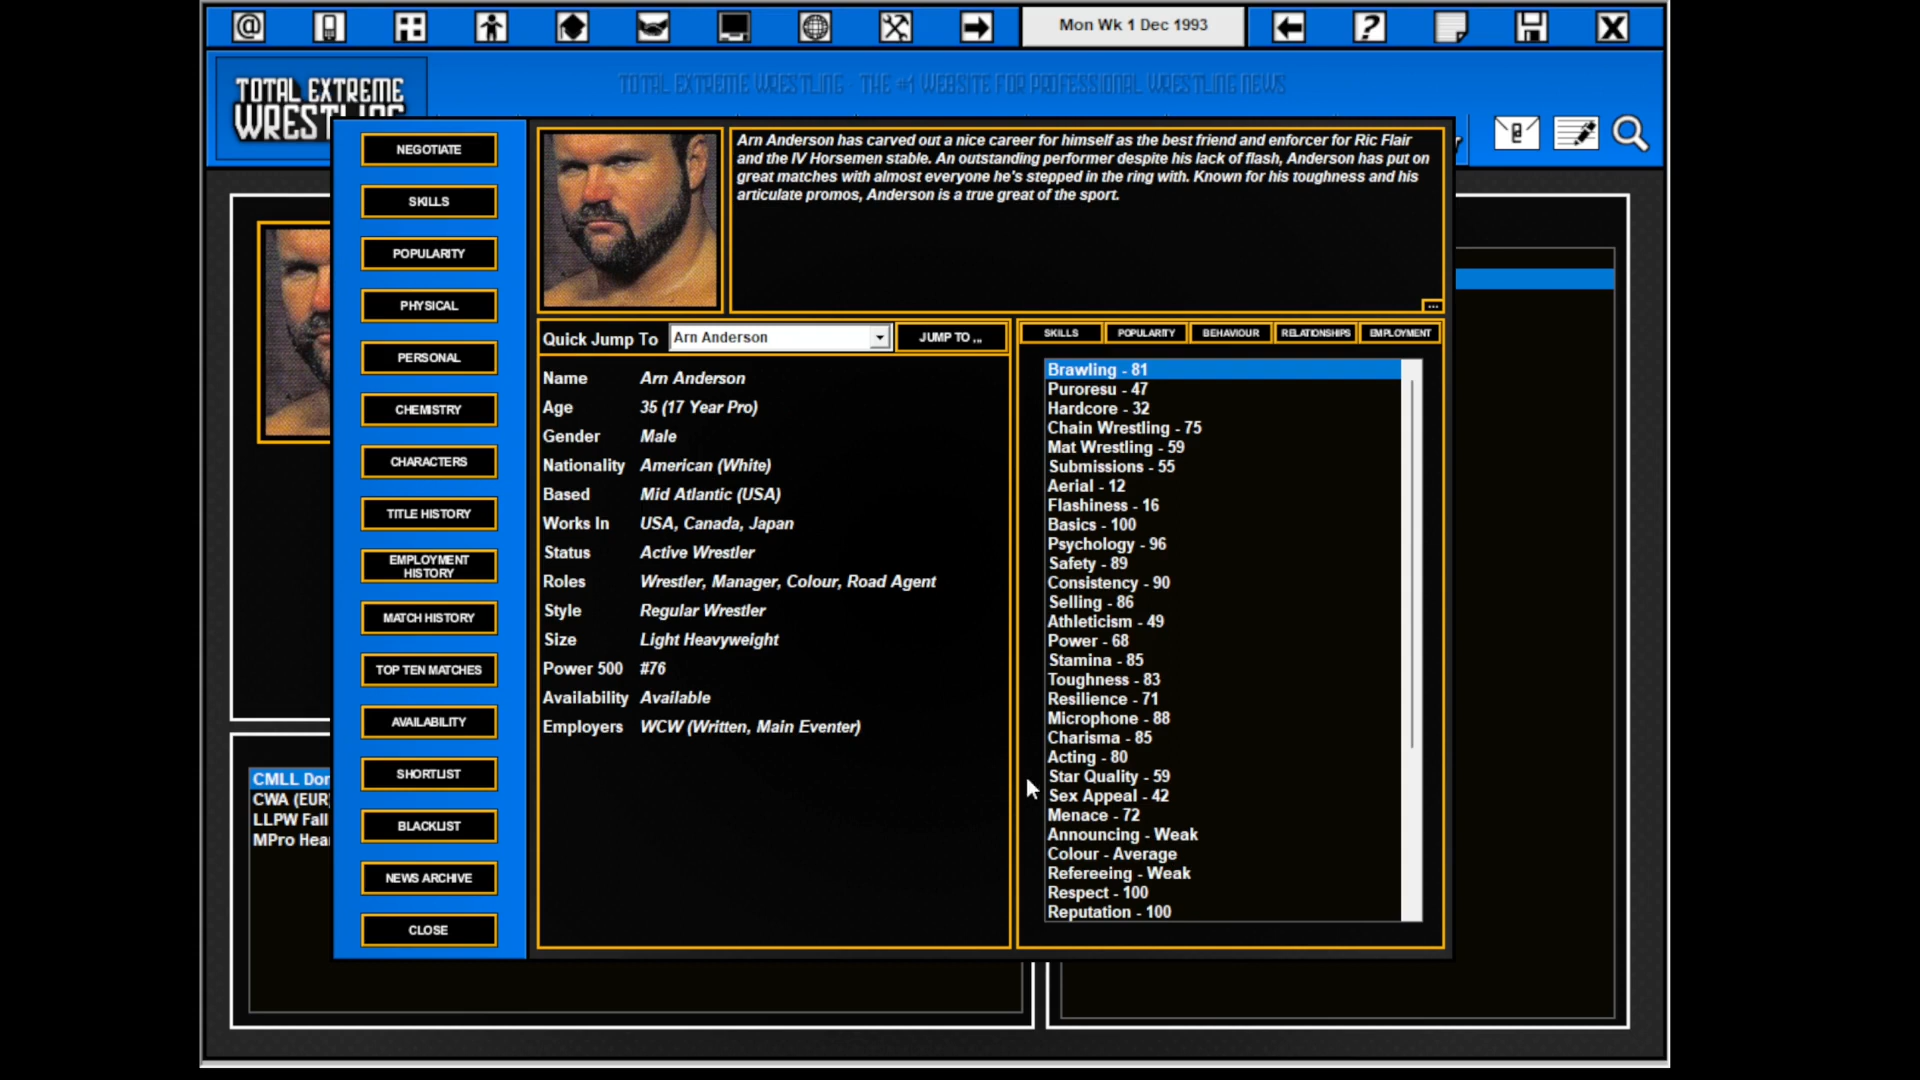 Mon Wk 1 Dec 1993
TOTAL EXTREME WRESTLING - THE #1 WEBSITE FOR PROFESSIONAL WRESTLING NEWS
TOTAL EXTREME
WRESTLING
NEGOTIATE
SKILLS
POPULARITY
PHYSICAL
PERSONAL
CHEMISTRY
CHARACTERS
TITLE HISTORY
EMPLOYMENT
HISTORY
MATCH HISTORY
TOP TEN MATCHES
AVAILABILITY
SHORTLIST
BLACKLIST
NEWS ARCHIVE
CLOSE
Arn Anderson has carved out a nice career for himself as the best friend and enforcer for Ric Flair
and the IV Horsemen stable. An outstanding performer despite his lack of flash, Anderson has put on
great matches with almost everyone he's stepped in the ring with. Known for his toughness and his
articulate promos, Anderson is a true great of the sport.
...
Quick Jump To Arn Anderson JUMP TO ...
Name Arn Anderson
Age 35 (17 Year Pro)
Gender Male
Nationality American (White)
Based Mid Atlantic (USA)
Works In USA, Canada, Japan
Status Active Wrestler
Roles Wrestler, Manager, Colour, Road Agent
Style Regular Wrestler
Size Light Heavyweight
Power 500 #76
Availability Available
Employers WCW (Written, Main Eventer)
SKILLS POPULARITY BEHAVIOUR RELATIONSHIPS EMPLOYMENT
Brawling - 81
Puroresu - 47
Hardcore - 32
Chain Wrestling - 75
Mat Wrestling - 59
Submissions - 55
Aerial - 12
Flashiness - 16
Basics - 100
Psychology - 96
Safety - 89
Consistency - 90
Selling - 86
Athleticism - 49
Power - 68
Stamina - 85
Toughness - 83
Resilience - 71
Microphone - 88
Charisma - 85
Acting - 80
Star Quality - 59
Sex Appeal - 42
Menace - 72
Announcing - Weak
Colour - Average
Refereeing - Weak
Respect - 100
Reputation - 100
CMLL Dor
CWA (EUR
LLPW Fall
MPro Hea